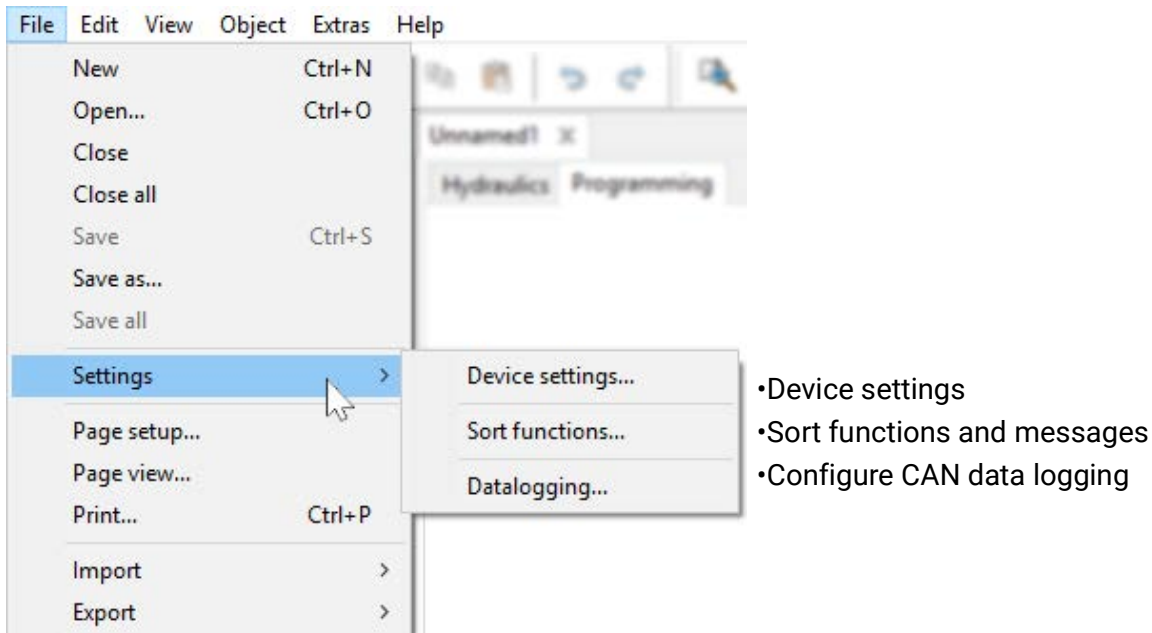 File Edit View Object Extras Help
New Ctrl+N
Open... Ctrl+O
Close
Close all
Save Ctrl+S
Save as...
Save all
Settings >
Page setup...
Page view...
Print... Ctrl+P
Import >
Export >
Unnamed1 X
Hydraulics Programming
Device settings...
Sort functions...
Datalogging...
•Device settings
•Sort functions and messages
•Configure CAN data logging